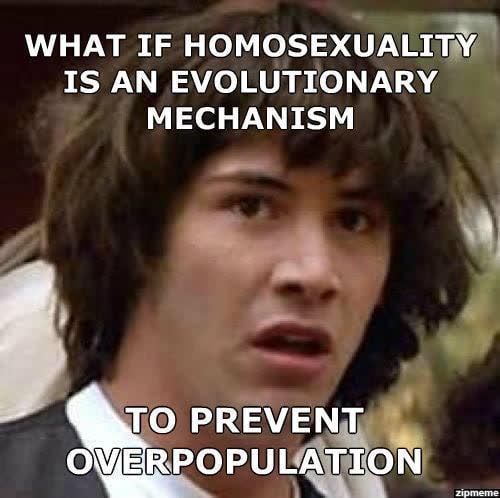 WHAT IF HOMOSEXUALITY
IS AN EVOLUTIONARY
MECHANISM
TO PREVENT
OVERPOPULATION
zipmeme